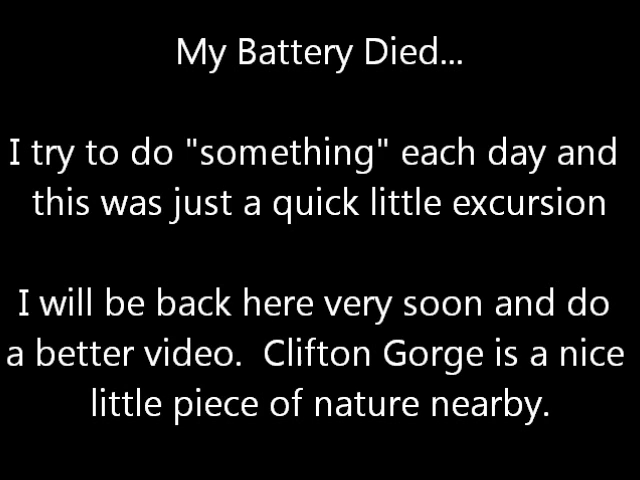 My Battery Died...
I try to do "something" each day and
this was just a quick little excursion
I will be back here very soon and do
a better video.  Clifton Gorge is a nice
little piece of nature nearby.